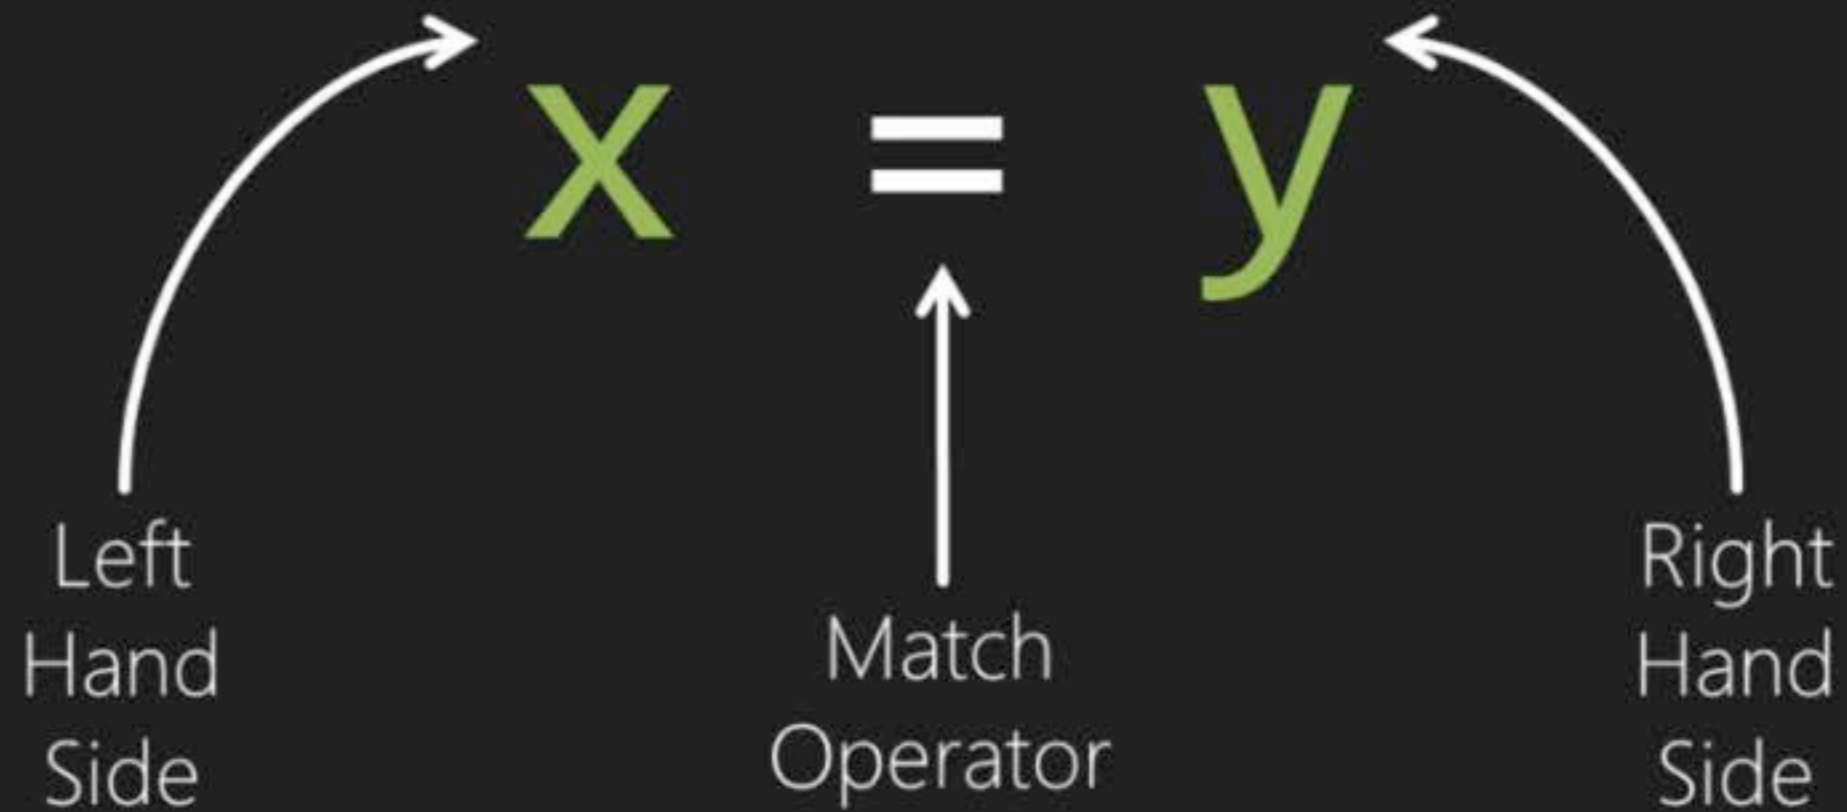 x = y
Left
Hand
Side
Match
Operator
Right
Hand
Side